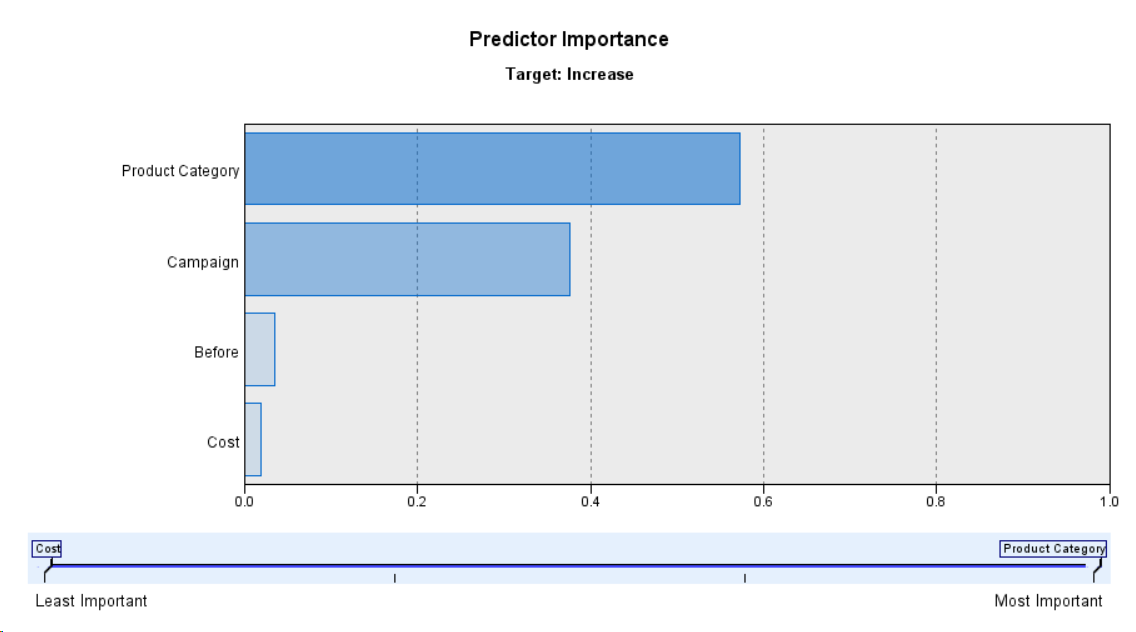 Predictor Importance
Target: Increase
Product Category
Campaign
Before
Cost
0.0 0.2 0.4 0.6 0.8 1.0
Cost Product Category
Least Important Most Important